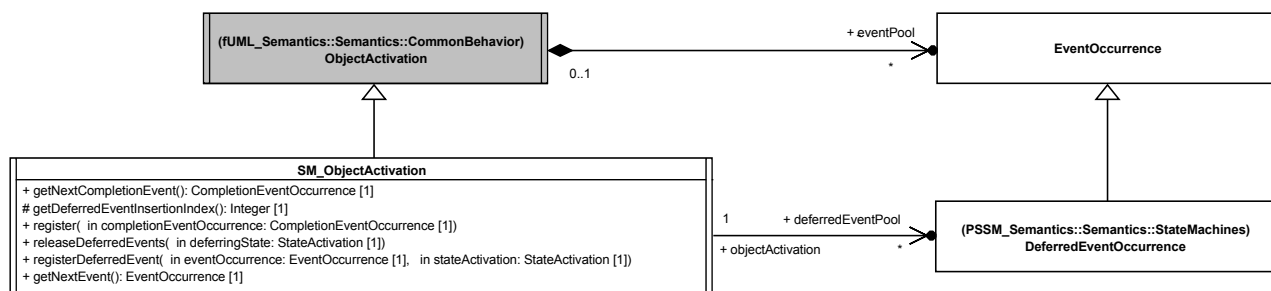 (fUML_Semantics::Semantics::CommonBehavior)
ObjectActivation
+ eventPool
0..1
*
EventOccurrence
SM_ObjectActivation
+ getNextCompletionEvent(): CompletionEventOccurrence [1]
# getDeferredEventInsertionIndex(): Integer [1]
+ register(  in completionEventOccurrence: CompletionEventOccurrence [1])
+ releaseDeferredEvents(  in deferringState: StateActivation [1])
+ registerDeferredEvent(  in eventOccurrence: EventOccurrence [1],   in stateActivation: StateActivation [1])
+ getNextEvent(): EventOccurrence [1]
1
+ deferredEventPool
+ objectActivation
*
(PSSM_Semantics::Semantics::StateMachines)
DeferredEventOccurrence